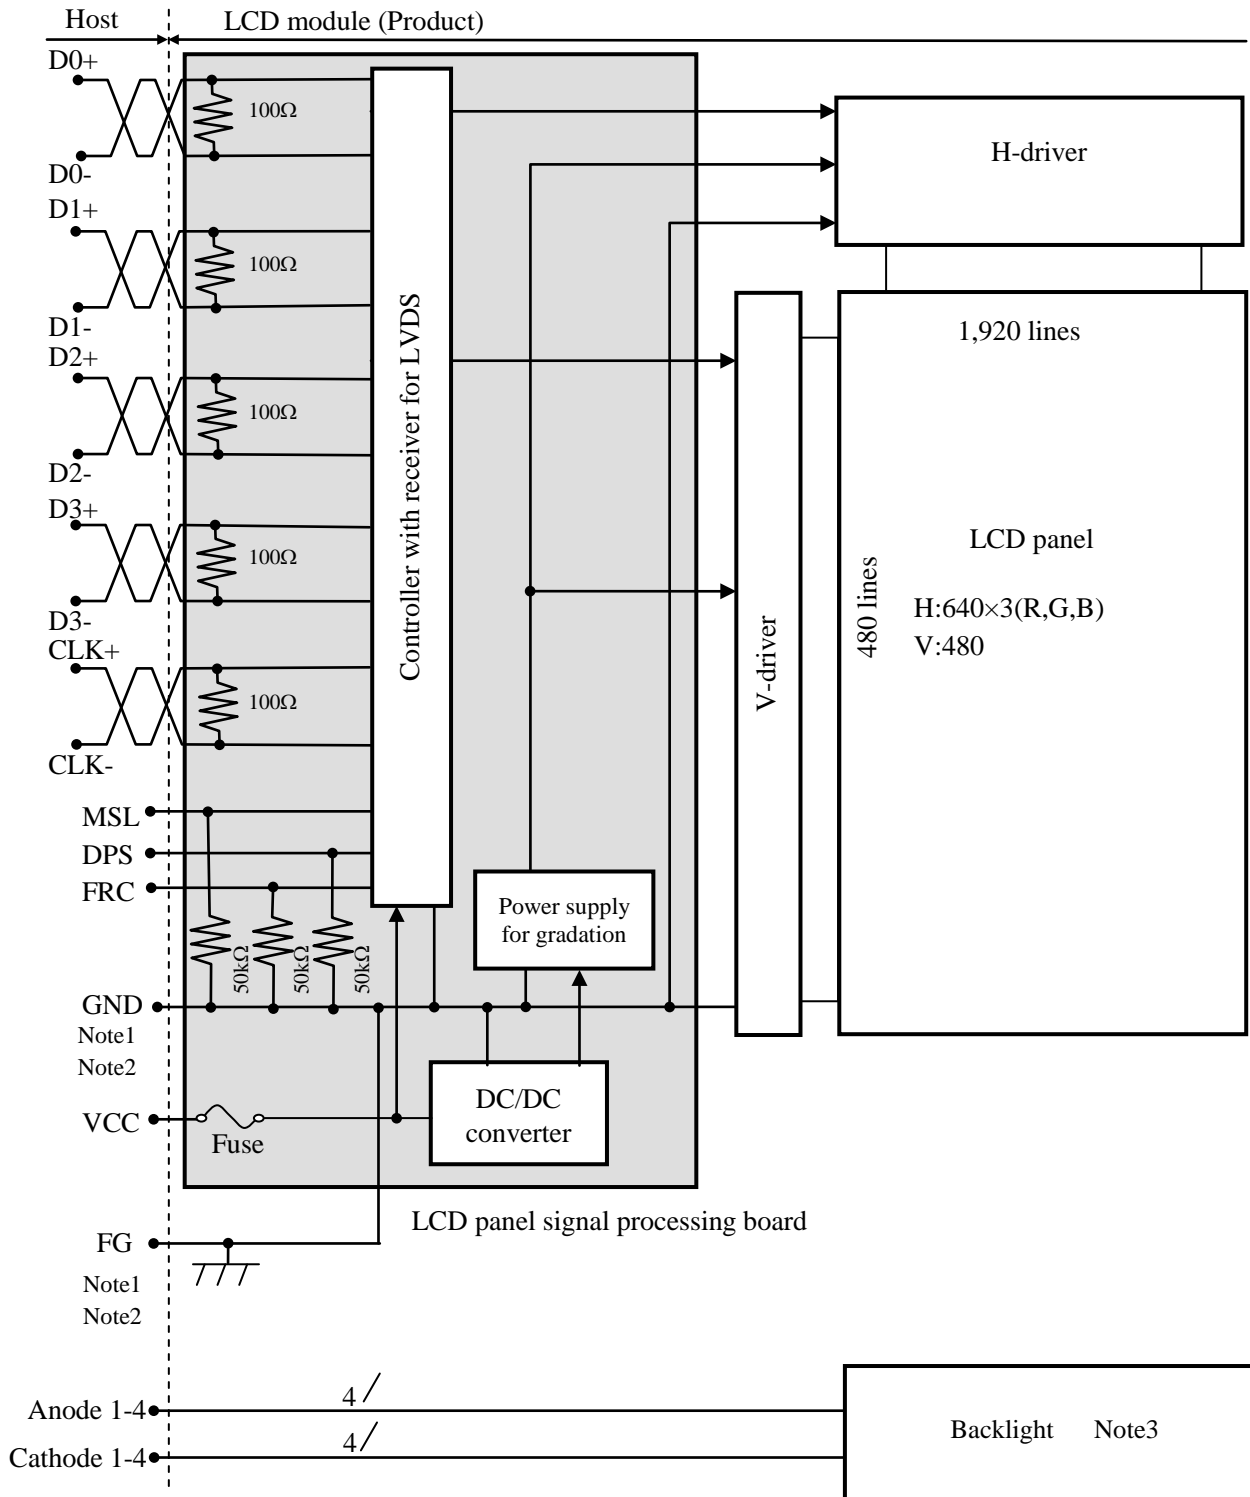 Host
LCD module (Product)
D0+
100Ω
D0-
D1+
100Ω
D1-
D2+
100Ω
D2-
D3+
100Ω
D3-
CLK+
100Ω
CLK-
MSL
DPS
FRC
50kΩ
50kΩ
50kΩ
GND
Note1
Note2
VCC
Fuse
FG
Note1
Note2
Controller with receiver for LVDS
Power supply
for gradation
DC/DC
converter
LCD panel signal processing board
H-driver
V-driver
1,920 lines
480 lines
LCD panel
H:640×3(R,G,B)
V:480
Anode 1-4
4
Cathode 1-4
4
Backlight Note3